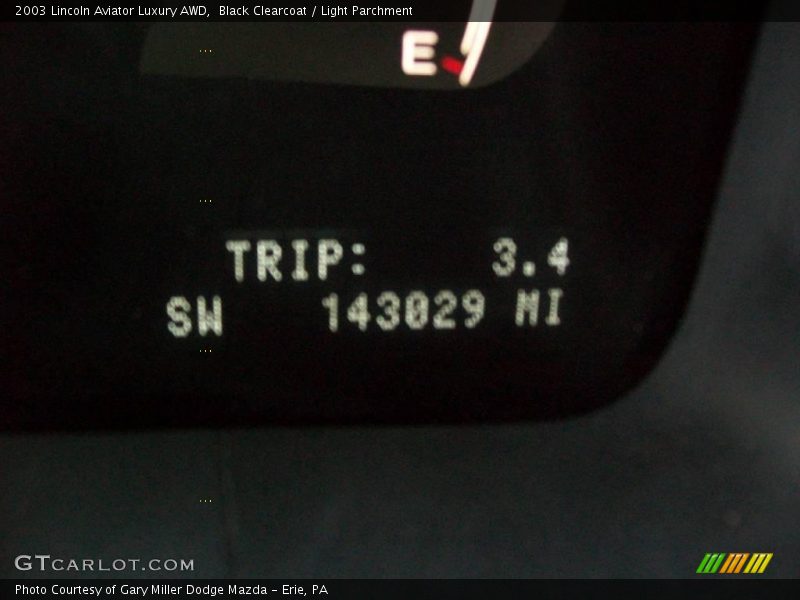 2003 Lincoln Aviator Luxury AWD,  Black Clearcoat / Light Parchment
E
TRIP: 3.4
SW 143029 MI
GTCARLOT.COM
Photo Courtesy of Gary Miller Dodge Mazda - Erie, PA